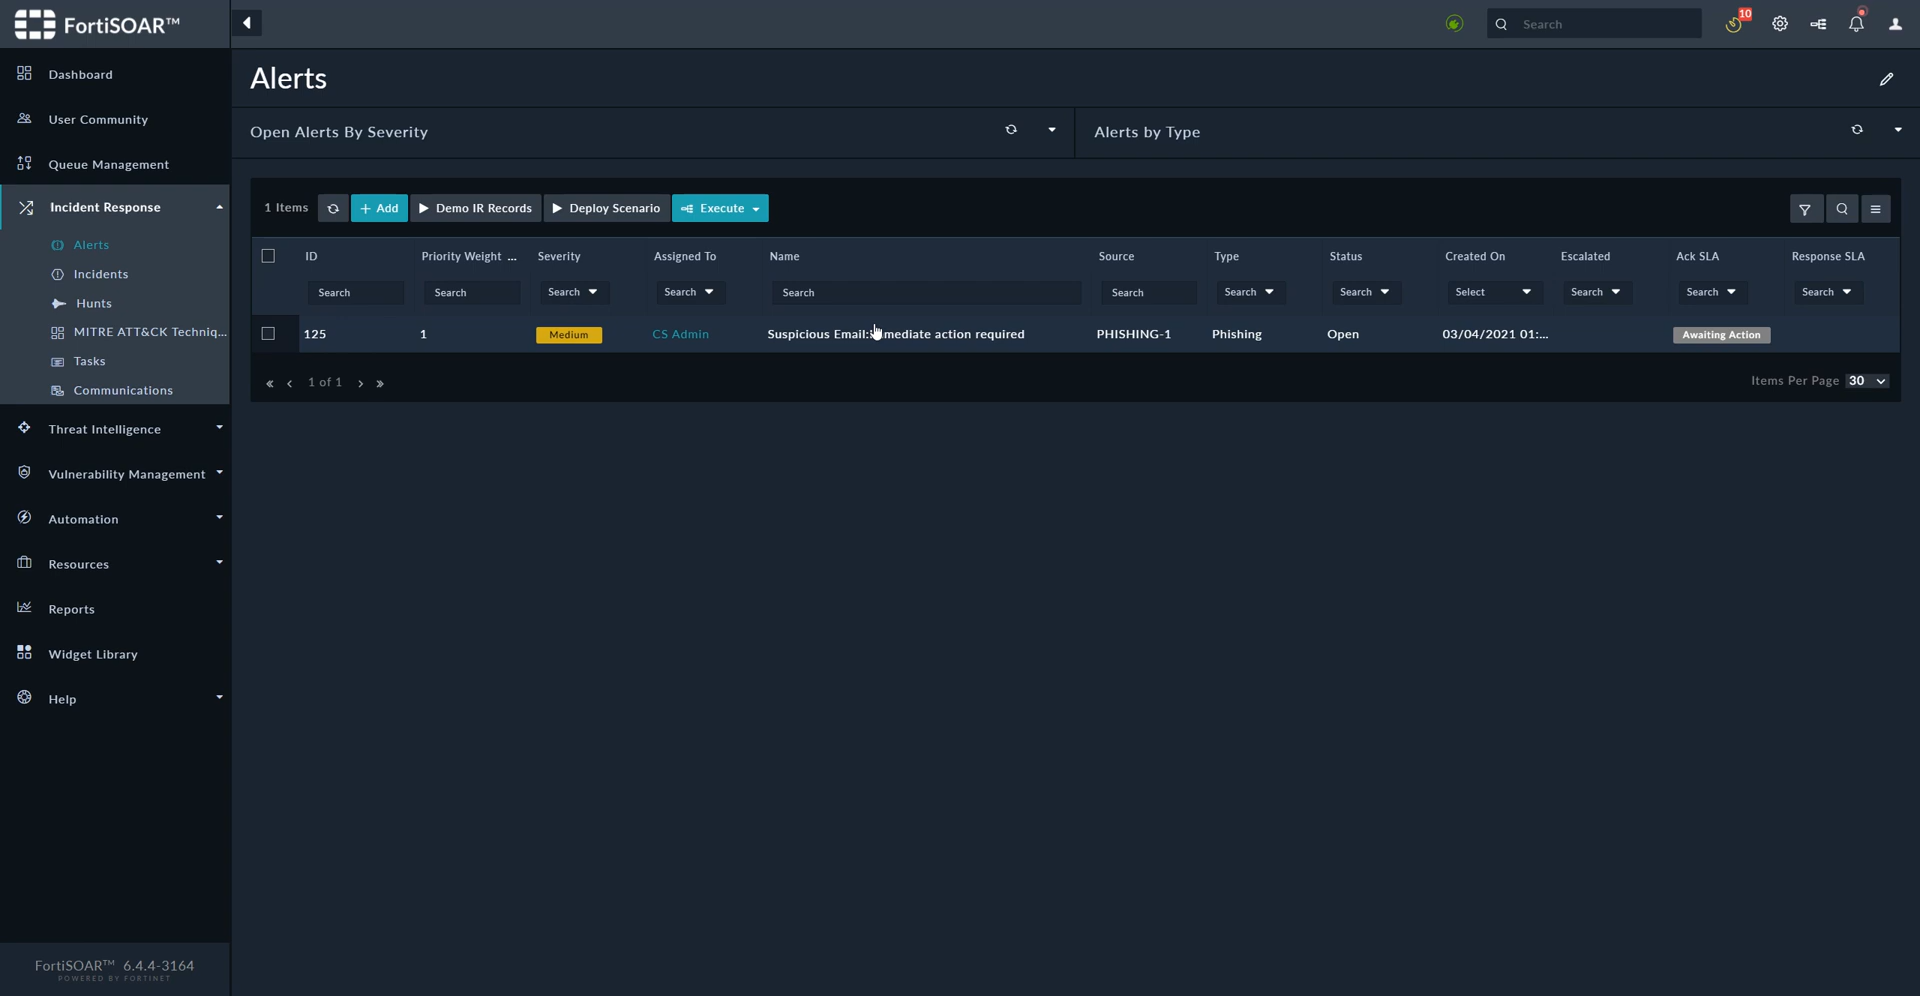 FortiSOAR™
Search
10
Dashboard
User Community
Queue Management
Incident Response
Alerts
Incidents
Hunts
MITRE ATT&CK Techniq...
Tasks
Communications
Threat Intelligence
Vulnerability Management
Automation
Resources
Reports
Widget Library
Help
FortiSOAR™ 6.4.4-3164
POWERED BY FORTINET
Alerts
Open Alerts By Severity
Alerts by Type
1 Items + Add Demo IR Records Deploy Scenario Execute
ID Priority Weight ... Severity Assigned To Name Source Type Status Created On Escalated Ack SLA Response SLA
Search Search Search Search Search Search Search Search Select Search Search Search
125 1 Medium CS Admin Suspicious Email: mediate action required PHISHING-1 Phishing Open 03/04/2021 01:... Awaiting Action
« ‹ 1 of 1 › »
Items Per Page 30